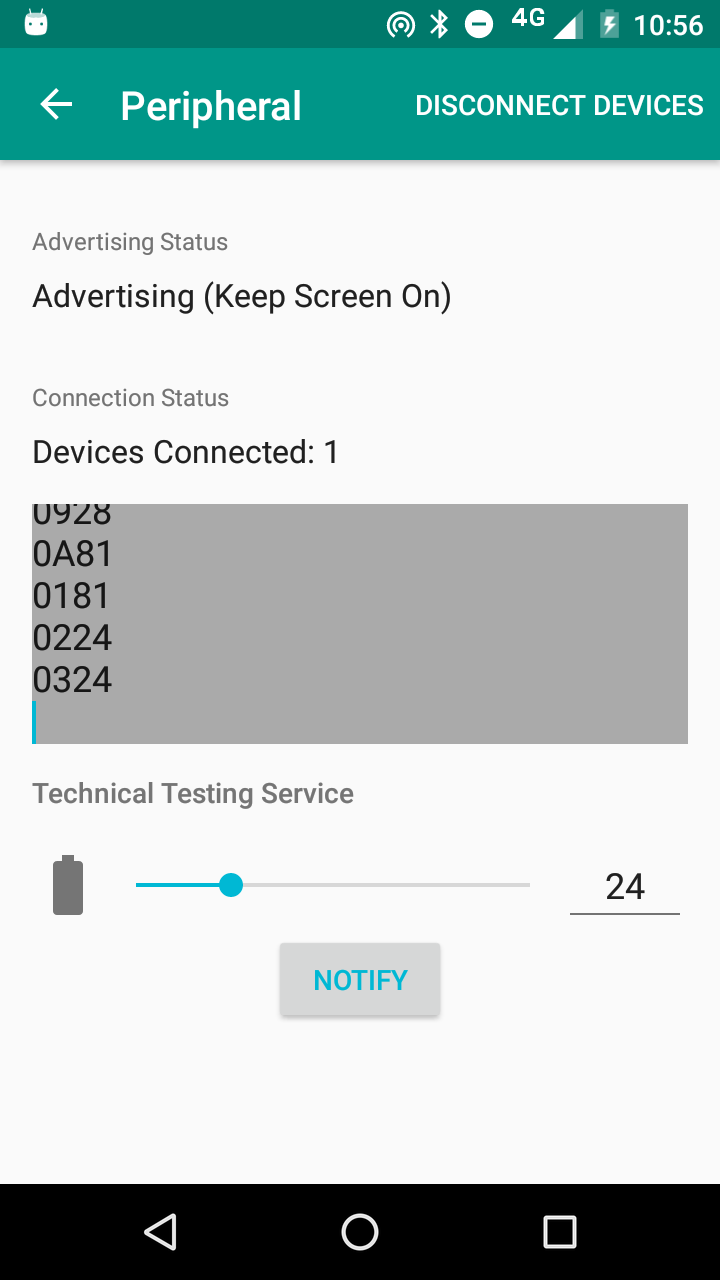 4G 10:56
Peripheral DISCONNECT DEVICES
Advertising Status
Advertising (Keep Screen On)
Connection Status
Devices Connected: 1
0928
0A81
0181
0224
0324
Technical Testing Service
24
NOTIFY